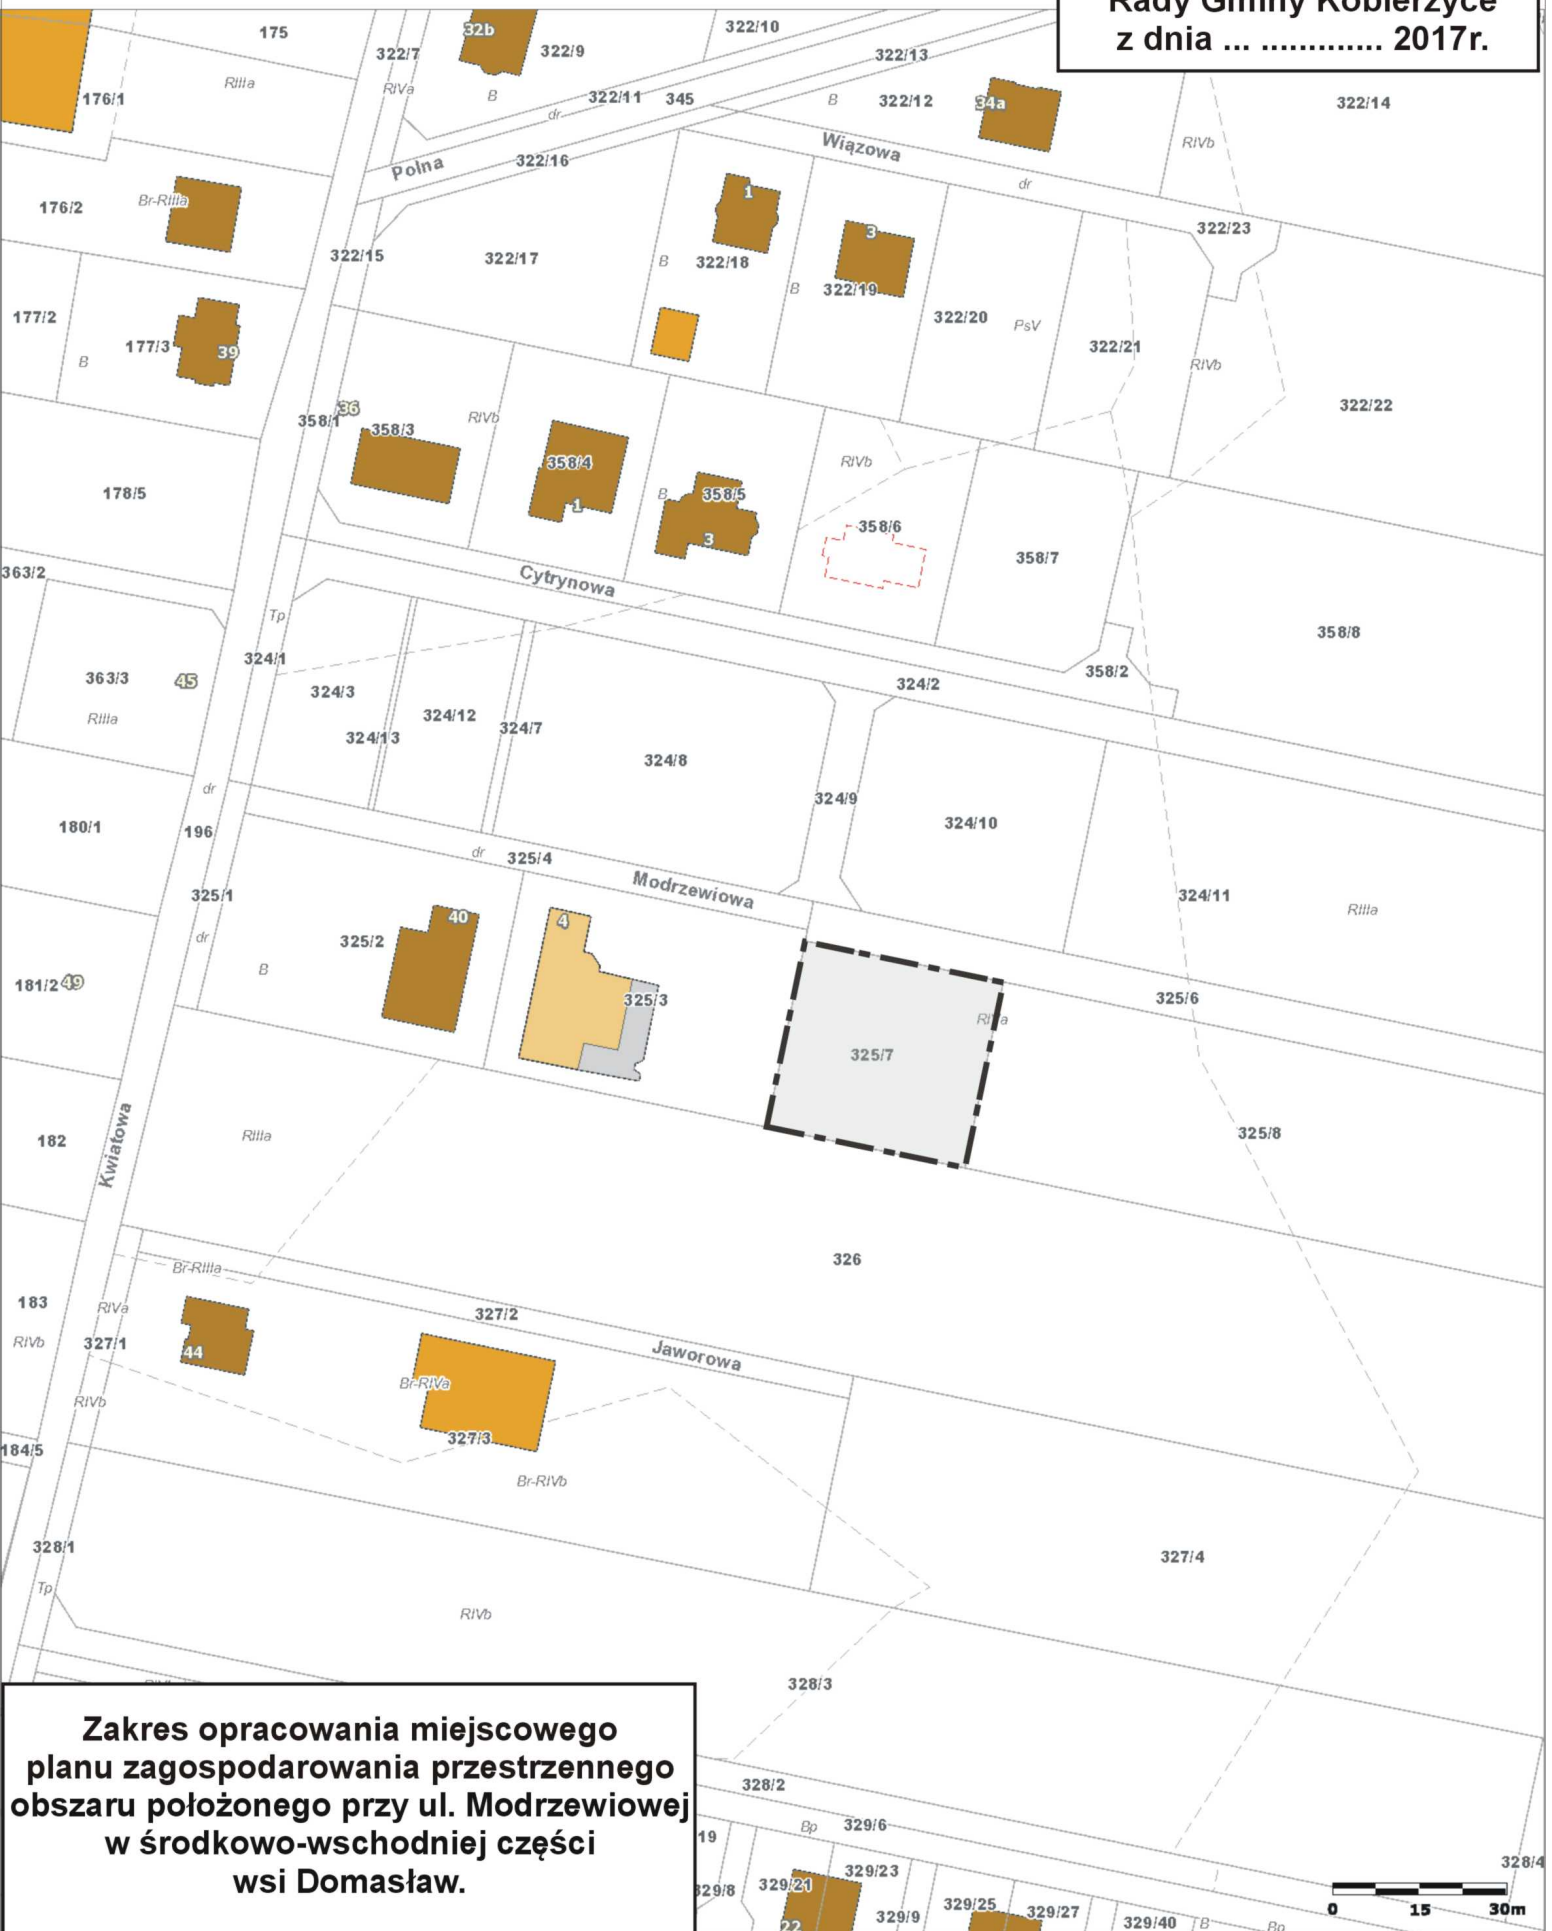 Rady Gminy Kobierzyce
z dnia ... ............. 2017r.
175
322/7
32b
322/9
322/10
322/13
RIIIa
RIVa
B
322/11
345
B
322/12
34a
322/14
176/1
dr
RIVb
Polna
322/16
Wiązowa
dr
176/2
Br-RIIIa
1
3
322/23
322/15
322/17
B
322/18
B
322/19
177/2
177/3
39
B
322/20
PsV
322/21
RIVb
322/22
358/1
36
358/3
RIVb
358/4
1
B
358/5
3
RIVb
358/6
358/7
178/5
363/2
Cytrynowa
Tp
358/8
324/1
363/3
45
324/3
358/2
324/2
RIIIa
324/12
324/13
324/7
324/8
dr
324/9
324/10
180/1
196
dr
325/4
Modrzewiowa
325/1
324/11
RIIIa
40
4
dr
325/2
B
181/2
49
325/3
325/6
RIVa
325/7
182
Kwiatowa
RIIIa
325/8
326
Br-RIIIa
183
RIVa
327/2
RIVb
327/1
44
Jaworowa
Br-RIVa
RIVb
327/3
184/5
Br-RIVb
328/1
327/4
Tp
RIVb
328/3
Zakres opracowania miejscowego
planu zagospodarowania przestrzennego
obszaru położonego przy ul. Modrzewiowej
w środkowo-wschodniej części
wsi Domasław.
328/2
Bp
329/6
19
329/23
329/21
329/8
22
329/9
329/25
329/27
329/40
B
Bp
328/4
0 15 30m